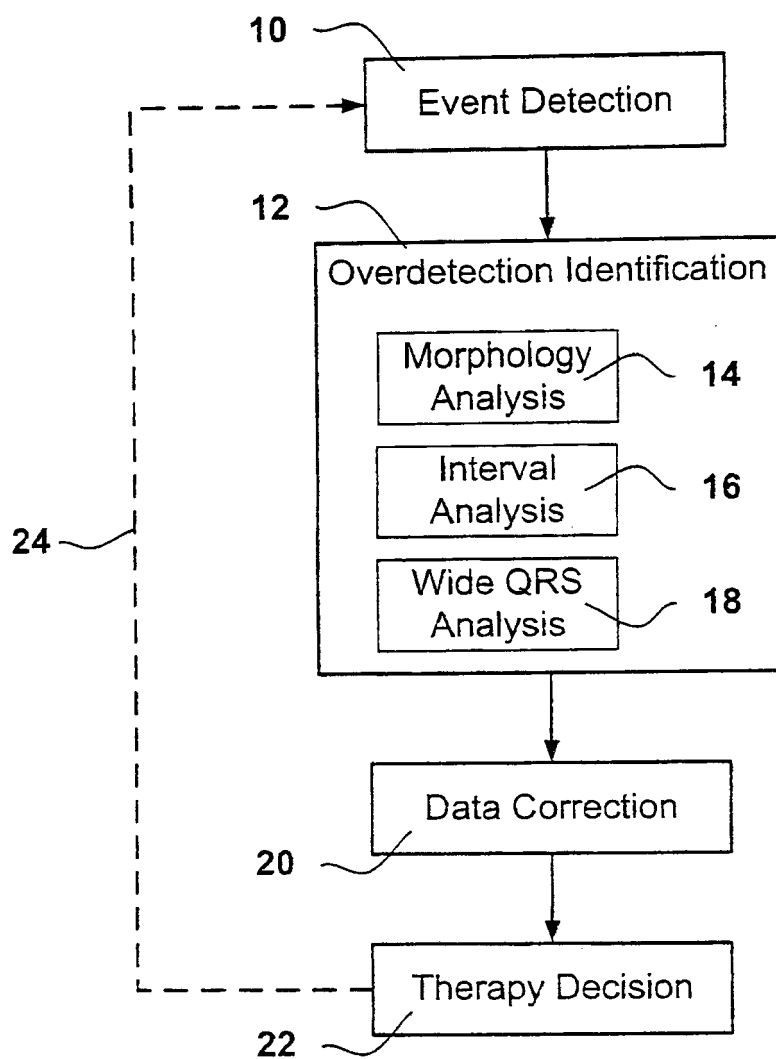 10
Event Detection
12
Overdetection Identification
Morphology
Analysis
14
Interval
Analysis
16
24
Wide QRS
Analysis
18
Data Correction
20
Therapy Decision
22